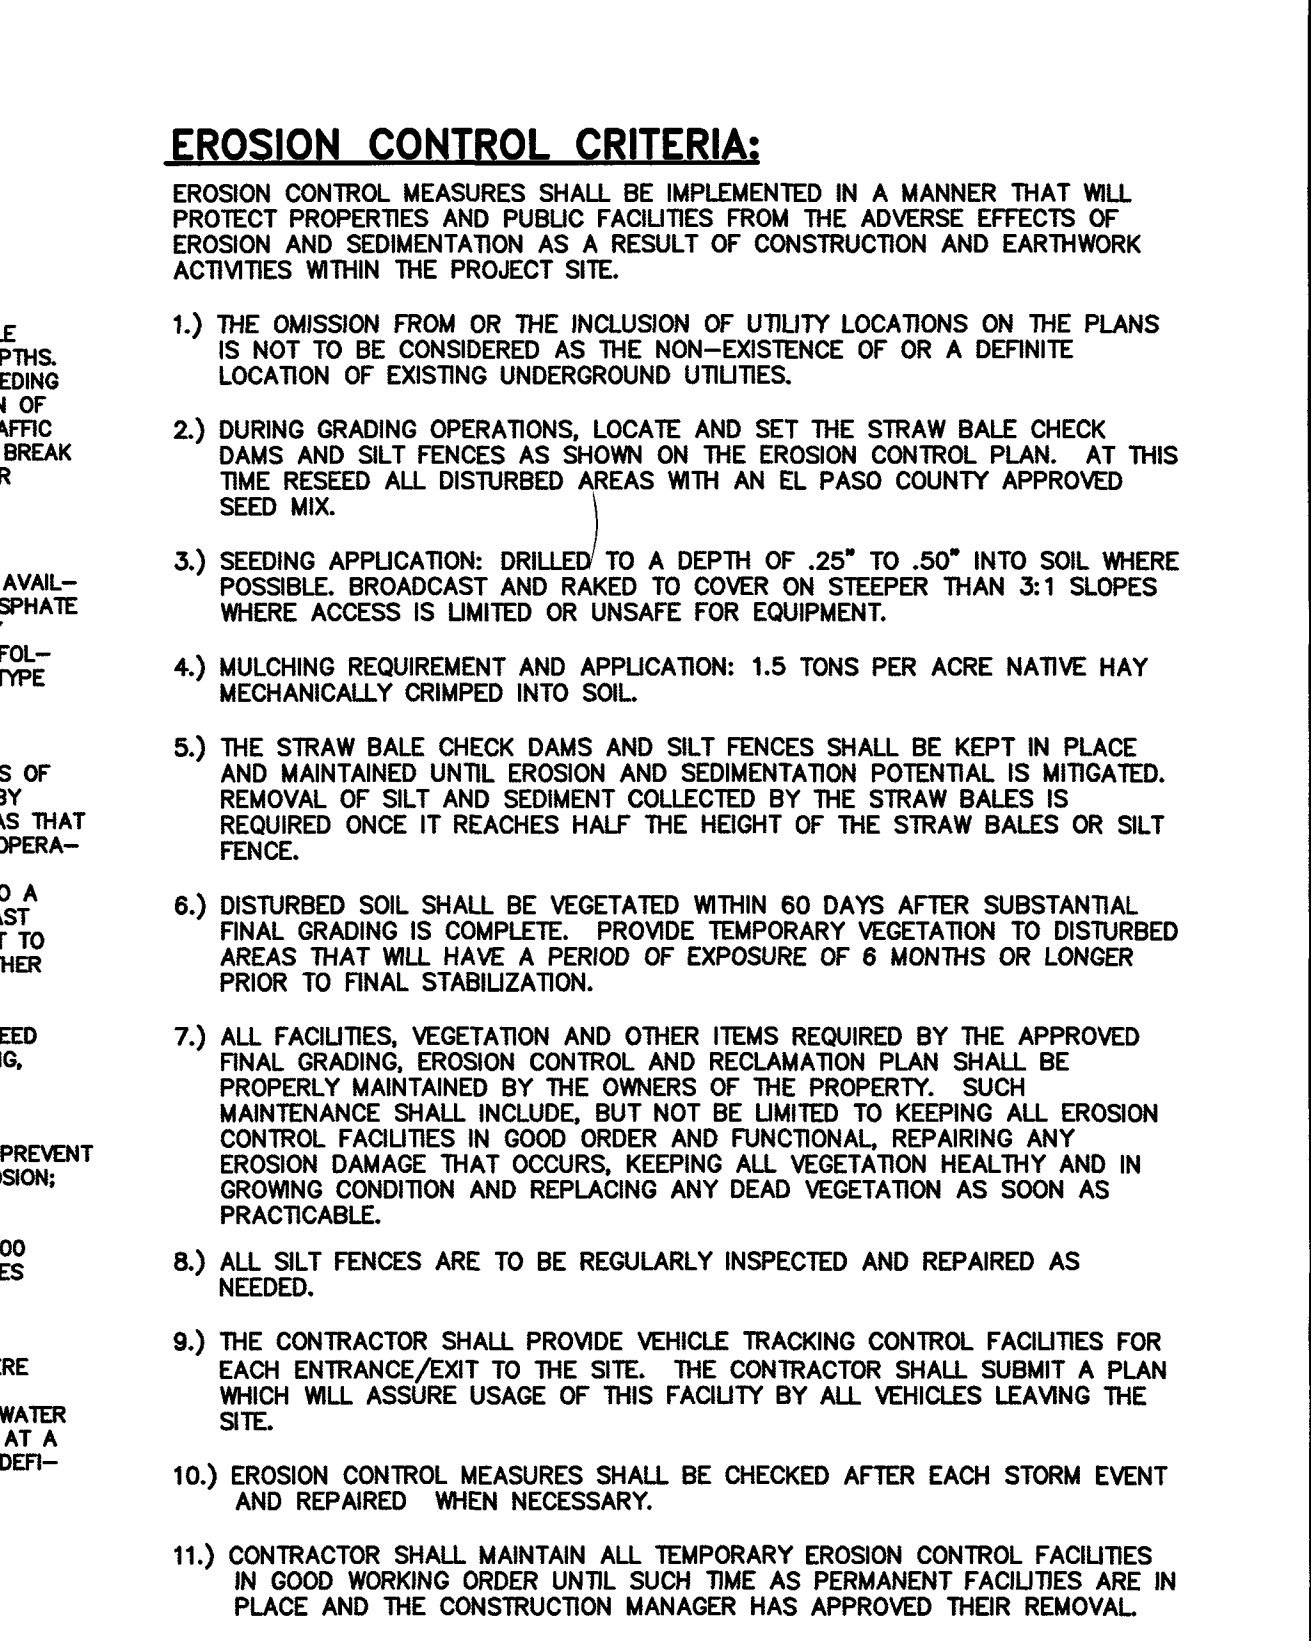 EROSION CONTROL CRITERIA:
EROSION CONTROL MEASURES SHALL BE IMPLEMENTED IN A MANNER THAT WILL
PROTECT PROPERTIES AND PUBLIC FACILITIES FROM THE ADVERSE EFFECTS OF
EROSION AND SEDIMENTATION AS A RESULT OF CONSTRUCTION AND EARTHWORK
ACTIVITIES WITHIN THE PROJECT SITE.
1.) THE OMISSION FROM OR THE INCLUSION OF UTILITY LOCATIONS ON THE PLANS
IS NOT TO BE CONSIDERED AS THE NON-EXISTENCE OF OR A DEFINITE
LOCATION OF EXISTING UNDERGROUND UTILITIES.
2.) DURING GRADING OPERATIONS, LOCATE AND SET THE STRAW BALE CHECK
DAMS AND SILT FENCES AS SHOWN ON THE EROSION CONTROL PLAN. AT THIS
TIME RESEED ALL DISTURBED AREAS WITH AN EL PASO COUNTY APPROVED
SEED MIX.
3.) SEEDING APPLICATION: DRILLED TO A DEPTH OF .25" TO .50" INTO SOIL WHERE
POSSIBLE. BROADCAST AND RAKED TO COVER ON STEEPER THAN 3:1 SLOPES
WHERE ACCESS IS LIMITED OR UNSAFE FOR EQUIPMENT.
4.) MULCHING REQUIREMENT AND APPLICATION: 1.5 TONS PER ACRE NATIVE HAY
MECHANICALLY CRIMPED INTO SOIL.
5.) THE STRAW BALE CHECK DAMS AND SILT FENCES SHALL BE KEPT IN PLACE
AND MAINTAINED UNTIL EROSION AND SEDIMENTATION POTENTIAL IS MITIGATED.
REMOVAL OF SILT AND SEDIMENT COLLECTED BY THE STRAW BALES IS
REQUIRED ONCE IT REACHES HALF THE HEIGHT OF THE STRAW BALES OR SILT
FENCE.
6.) DISTURBED SOIL SHALL BE VEGETATED WITHIN 60 DAYS AFTER SUBSTANTIAL
FINAL GRADING IS COMPLETE. PROVIDE TEMPORARY VEGETATION TO DISTURBED
AREAS THAT WILL HAVE A PERIOD OF EXPOSURE OF 6 MONTHS OR LONGER
PRIOR TO FINAL STABILIZATION.
7.) ALL FACILITIES, VEGETATION AND OTHER ITEMS REQUIRED BY THE APPROVED
FINAL GRADING, EROSION CONTROL AND RECLAMATION PLAN SHALL BE
PROPERLY MAINTAINED BY THE OWNERS OF THE PROPERTY. SUCH
MAINTENANCE SHALL INCLUDE, BUT NOT BE LIMITED TO KEEPING ALL EROSION
CONTROL FACILITIES IN GOOD ORDER AND FUNCTIONAL, REPAIRING ANY
EROSION DAMAGE THAT OCCURS, KEEPING ALL VEGETATION HEALTHY AND IN
GROWING CONDITION AND REPLACING ANY DEAD VEGETATION AS SOON AS
PRACTICABLE.
8.) ALL SILT FENCES ARE TO BE REGULARLY INSPECTED AND REPAIRED AS
NEEDED.
9.) THE CONTRACTOR SHALL PROVIDE VEHICLE TRACKING CONTROL FACILITIES FOR
EACH ENTRANCE/EXIT TO THE SITE. THE CONTRACTOR SHALL SUBMIT A PLAN
WHICH WILL ASSURE USAGE OF THIS FACILITY BY ALL VEHICLES LEAVING THE
SITE.
10.) EROSION CONTROL MEASURES SHALL BE CHECKED AFTER EACH STORM EVENT
AND REPAIRED WHEN NECESSARY.
11.) CONTRACTOR SHALL MAINTAIN ALL TEMPORARY EROSION CONTROL FACILITIES
IN GOOD WORKING ORDER UNTIL SUCH TIME AS PERMANENT FACILITIES ARE IN
PLACE AND THE CONSTRUCTION MANAGER HAS APPROVED THEIR REMOVAL.